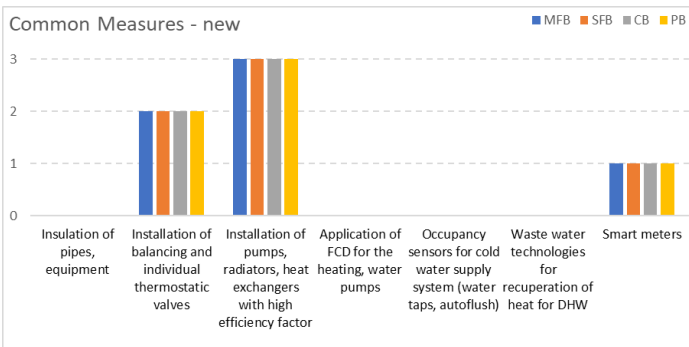 Common Measures - new
MFB SFB CB PB
3
2
1
0
Insulation of
pipes,
equipment
Installation of
balancing and
individual
thermostatic
valves
Installation of
pumps,
radiators, heat
exchangers
with high
efficiency factor
Application of
FCD for the
heating, water
pumps
Occupancy
sensors for cold
water supply
system (water
taps, autoflush)
Waste water
technologies
for
recuperation of
heat for DHW
Smart meters